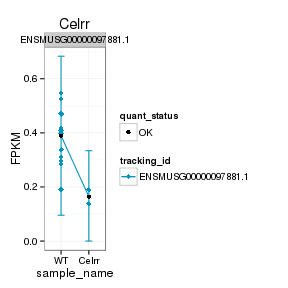 Celrr
ENSMUSG00000097881.1
0.6
0.4
0.2
0.0
FPKM
WT
Celrr
sample_name
quant_status
OK
tracking_id
ENSMUSG00000097881.1